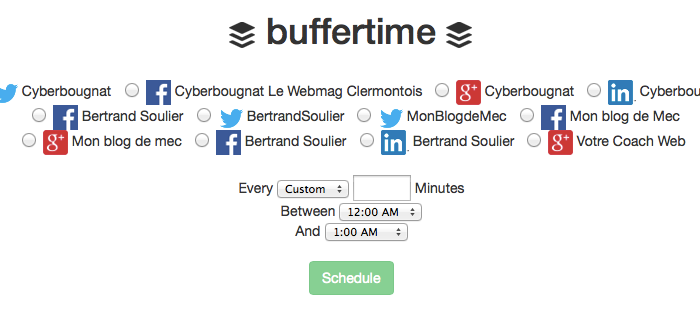 buffertime
Cyberbougnat Cyberbougnat Le Webmag Clermontois Cyberbougnat Cyberbou
Bertrand Soulier BertrandSoulier MonBlogdeMec Mon blog de Mec
Mon blog de mec Bertrand Soulier Bertrand Soulier Votre Coach Web
Every Custom Minutes
Between 12:00 AM
And 1:00 AM
Schedule